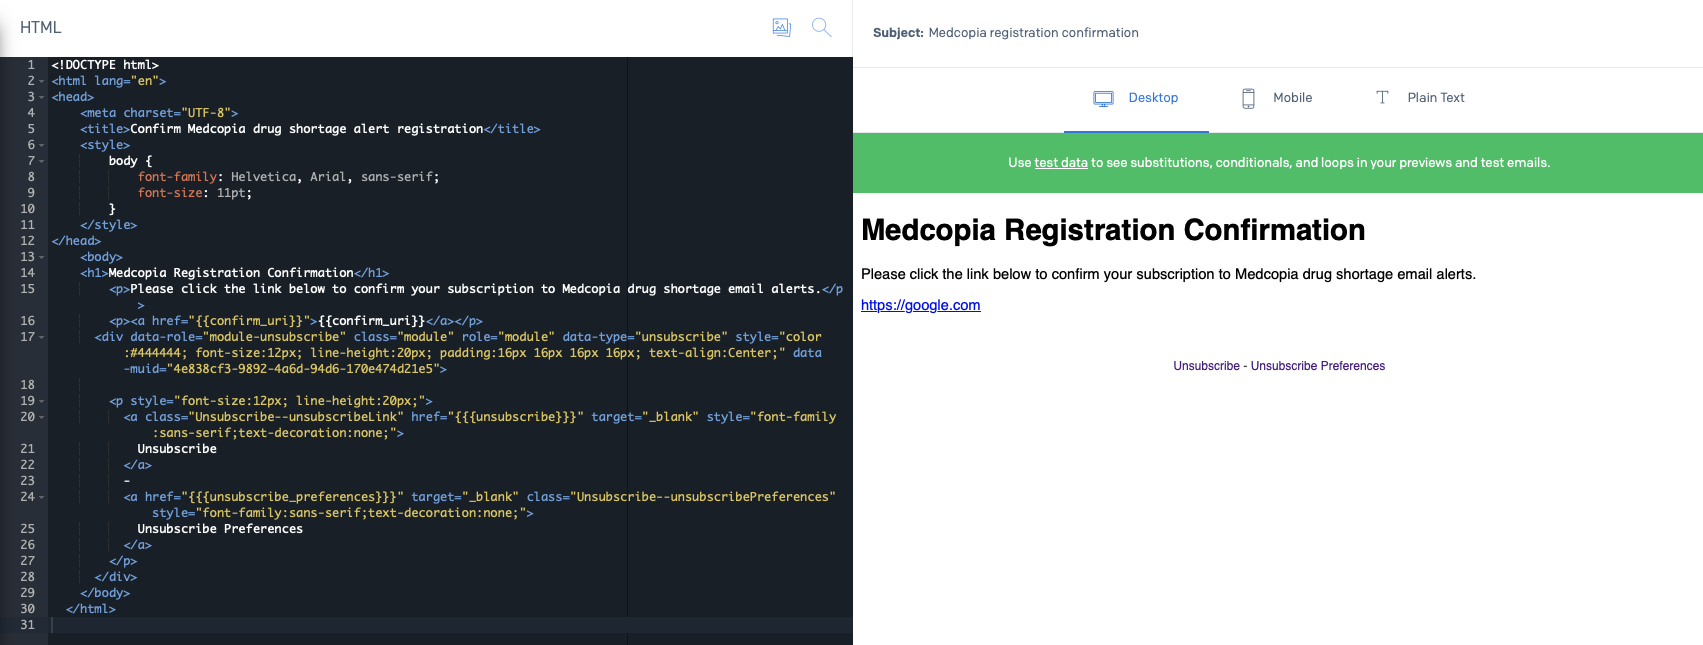 HTML
1 <!DOCTYPE html>
2 <html lang="en">
3 <head>
4 <meta charset="UTF-8">
5 <title>Confirm Medcopia drug shortage alert registration</title>
6 <style>
7 body {
8 font-family: Helvetica, Arial, sans-serif;
9 font-size: 11pt;
10 }
11 </style>
12 </head>
13 <body>
14 <h1>Medcopia Registration Confirmation</h1>
15 <p>Please click the link below to confirm your subscription to Medcopia drug shortage email alerts.</p
>
16 <p><a href="{{confirm_uri}}">{{confirm_uri}}</a></p>
17 <div data-role="module-unsubscribe" class="module" role="module" data-type="unsubscribe" style="color
:#444444; font-size:12px; line-height:20px; padding:16px 16px 16px 16px; text-align:Center;" data
-muid="4e838cf3-9892-4a6d-94d6-170e474d21e5">
18
19 <p style="font-size:12px; line-height:20px;">
20 <a class="Unsubscribe--unsubscribeLink" href="{{{unsubscribe}}}" target="_blank" style="font-family
:sans-serif;text-decoration:none;">
21 Unsubscribe
22 </a>
23 -
24 <a href="{{{unsubscribe_preferences}}}" target="_blank" class="Unsubscribe--unsubscribePreferences"
style="font-family:sans-serif;text-decoration:none;">
25 Unsubscribe Preferences
26 </a>
27 </p>
28 </div>
29 </body>
30 </html>
31
Subject: Medcopia registration confirmation
Desktop Mobile Plain Text
Use test data to see substitutions, conditionals, and loops in your previews and test emails.
Medcopia Registration Confirmation
Please click the link below to confirm your subscription to Medcopia drug shortage email alerts.
https://google.com
Unsubscribe - Unsubscribe Preferences